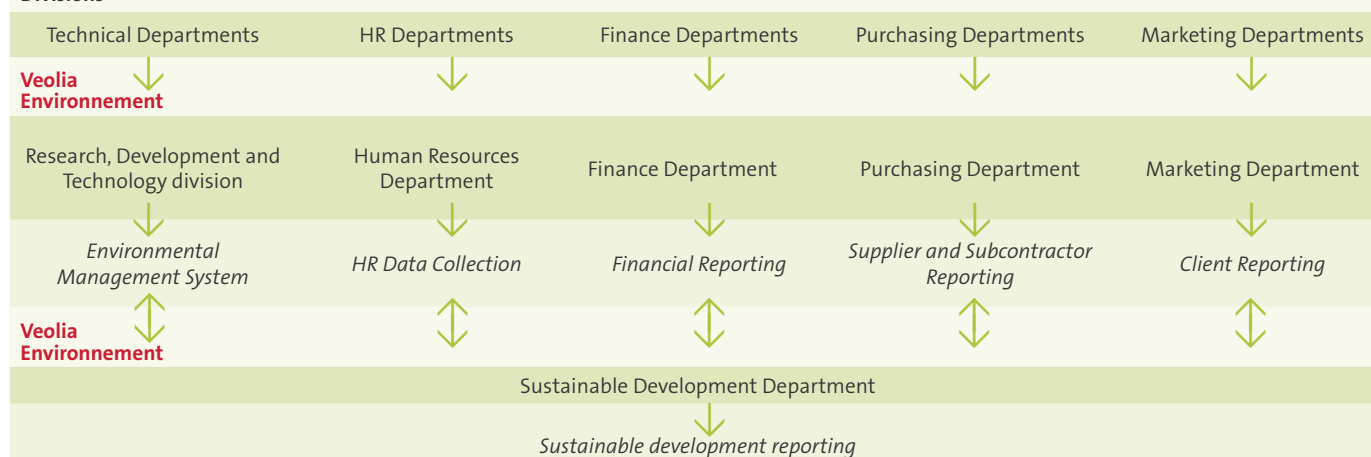 Technical Departments HR Departments Finance Departments Purchasing Departments Marketing Departments
Veolia
Environnement
Research, Development and
Technology division
Human Resources
Department
Finance Department
Purchasing Department
Marketing Department
Environmental
Management System
HR Data Collection
Financial Reporting
Supplier and Subcontractor
Reporting
Client Reporting
Veolia
Environnement
Sustainable Development Department
Sustainable development reporting